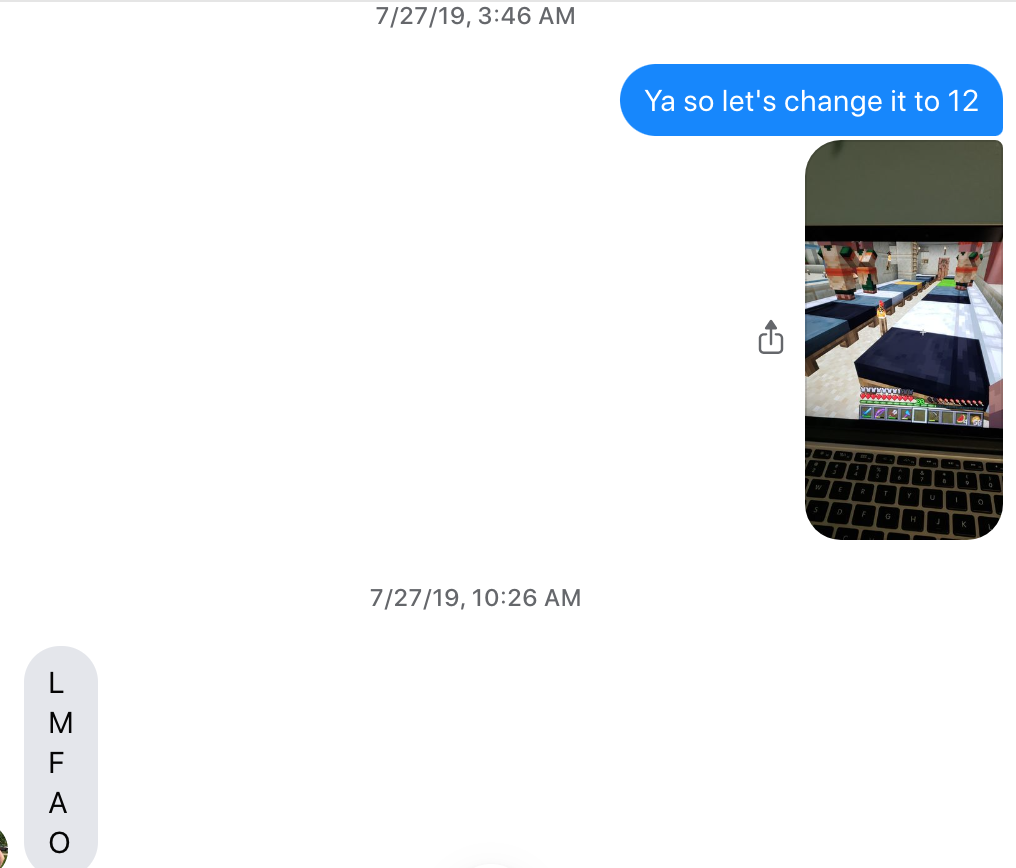 7/27/19, 3:46 AM
Ya so let's change it to 12
W E R T Y U I O
S D F G H J K
7/27/19, 10:26 AM
L
M
F
A
O